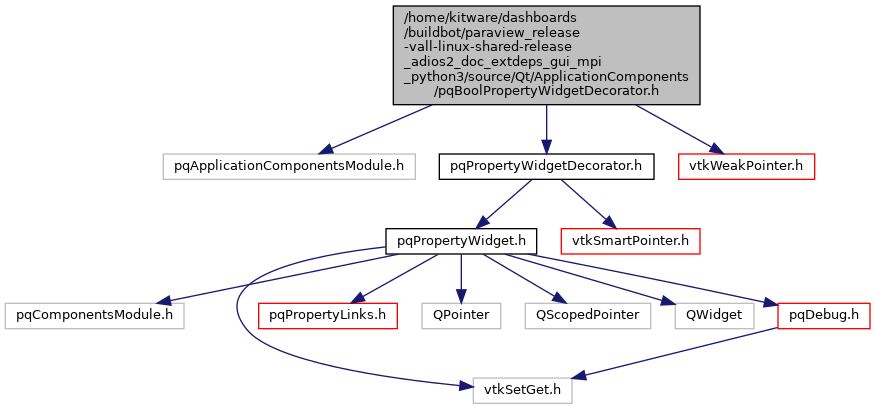 /home/kitware/dashboards
/buildbot/paraview_release
-vall-linux-shared-release
_adios2_doc_extdeps_gui_mpi
_python3/source/Qt/ApplicationComponents
/pqBoolPropertyWidgetDecorator.h
pqApplicationComponentsModule.h
pqPropertyWidgetDecorator.h
vtkWeakPointer.h
pqPropertyWidget.h
vtkSmartPointer.h
pqComponentsModule.h
pqPropertyLinks.h
QPointer
QScopedPointer
QWidget
pqDebug.h
vtkSetGet.h